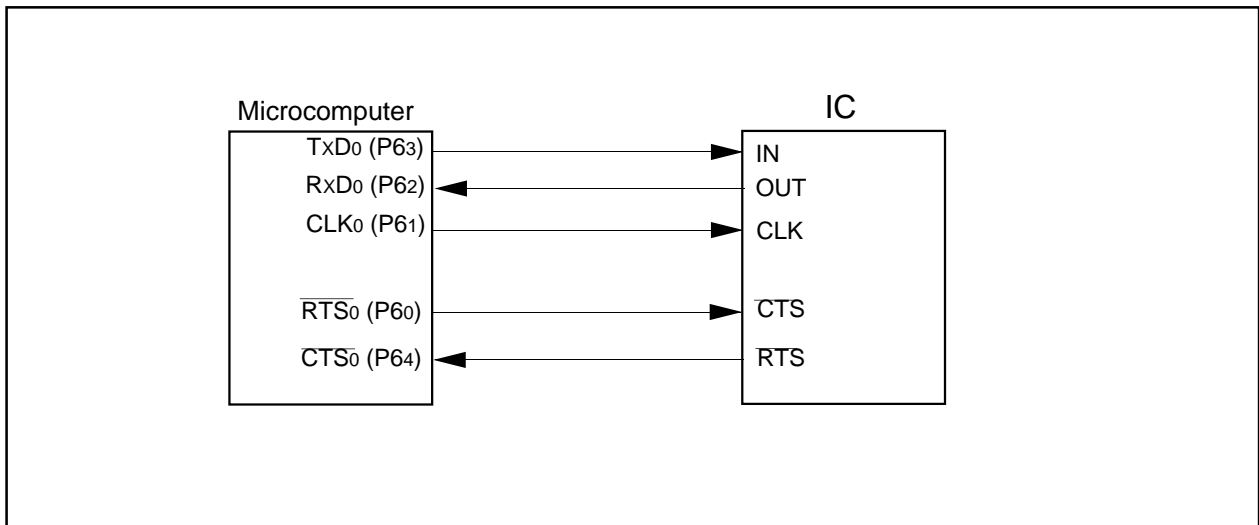 Microcomputer
TxD0 (P63)
RxD0 (P62)
CLK0 (P61)
RTS0 (P60)
CTS0 (P64)
IC
IN
OUT
CLK
CTS
RTS